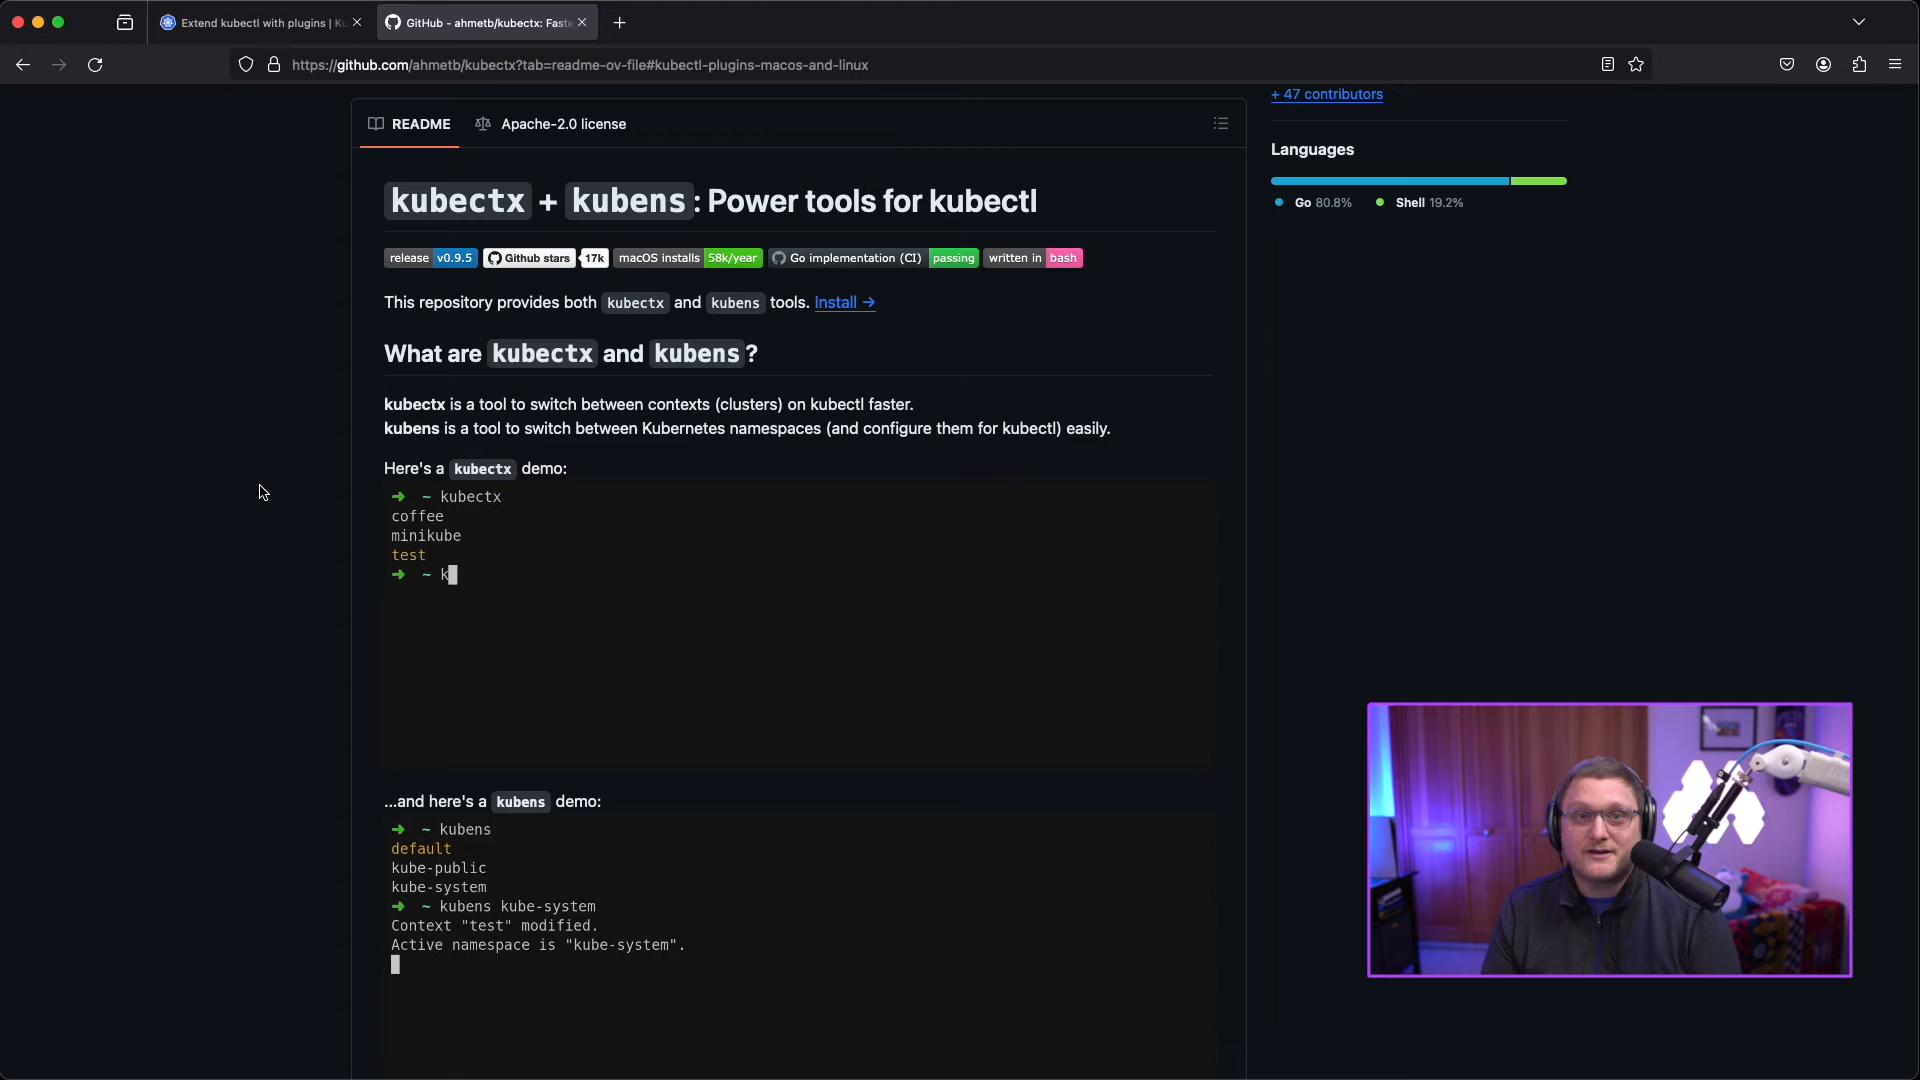 Extend kubectl with plugins | Ku
GitHub - ahmetb/kubectx: Faste
https://github.com/ahmetb/kubectx?tab=readme-ov-file#kubectl-plugins-macos-and-linux
README
Apache-2.0 license
kubectx + kubens: Power tools for kubectl
release v0.9.5 Github stars 17k macOS installs 58k/year Go implementation (CI) passing written in bash
This repository provides both kubectx and kubens tools. Install →
What are kubectx and kubens?
kubectx is a tool to switch between contexts (clusters) on kubectl faster.
kubens is a tool to switch between Kubernetes namespaces (and configure them for kubectl) easily.
Here's a kubectx demo:
➜ ~ kubectx
coffee
minikube
test
➜ ~ k
...and here's a kubens demo:
➜ ~ kubens
default
kube-public
kube-system
➜ ~ kubens kube-system
Context "test" modified.
Active namespace is "kube-system".
+ 47 contributors
Languages
Go 80.8% Shell 19.2%